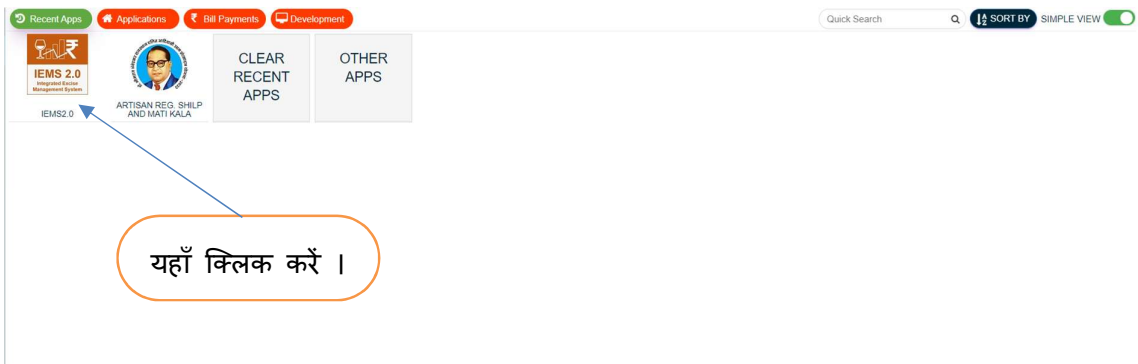 Recent Apps Applications ₹ Bill Payments Development Quick Search SORT BY SIMPLE VIEW
₹
IEMS 2.0
Integrated Excise
Management System
IEMS2.0
ARTISAN REG. SHILP
AND MATI KALA
CLEAR
RECENT
APPS
OTHER
APPS
यहाँ क्लिक करें ।